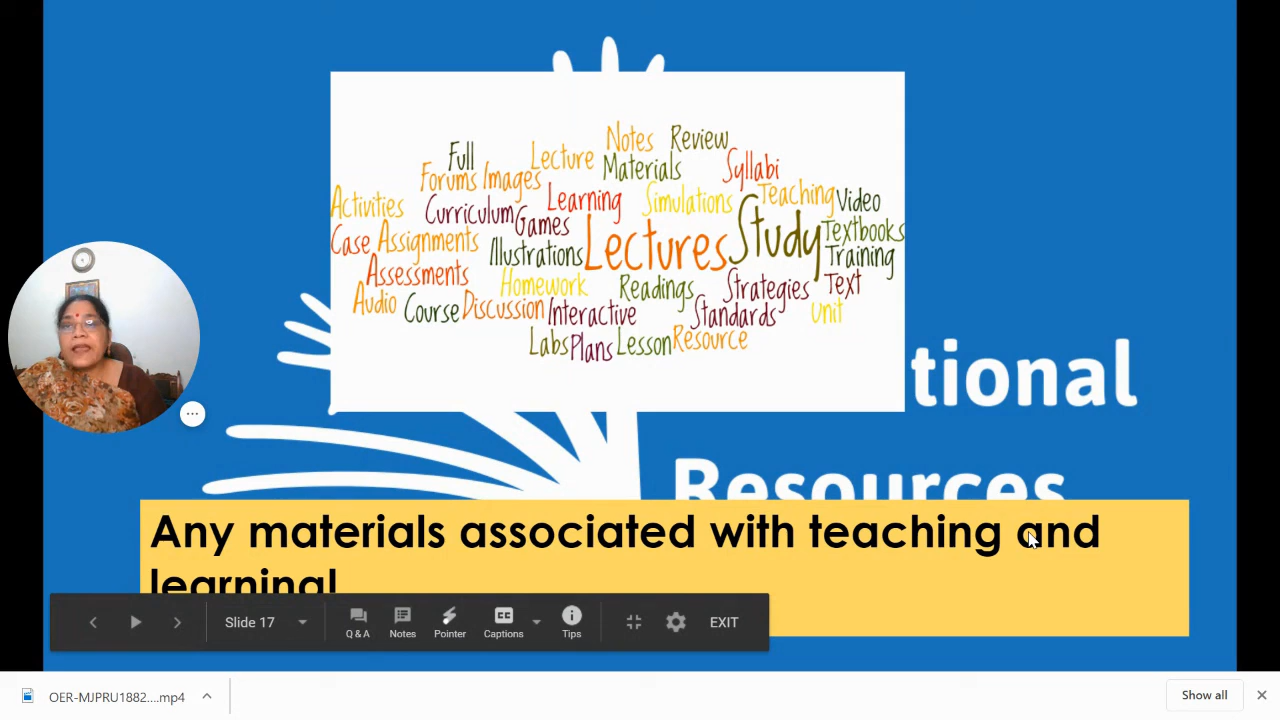 Notes Review
Full Lecture Materials Syllabi
Forums Images Learning Simulations Teaching Video
Activities Curriculum Games Lectures Study Textbooks
Case Assignments Illustrations Training
Assessments Homework Readings Strategies Text
Audio Course Discussion Interactive Standards Unit
Labs Plans Lesson Resource
tional
Resources
Any materials associated with teaching and
learning!
Slide 17
Q & A Notes Pointer CC Captions Tips EXIT
OER-MJPRU1882....mp4
Show all